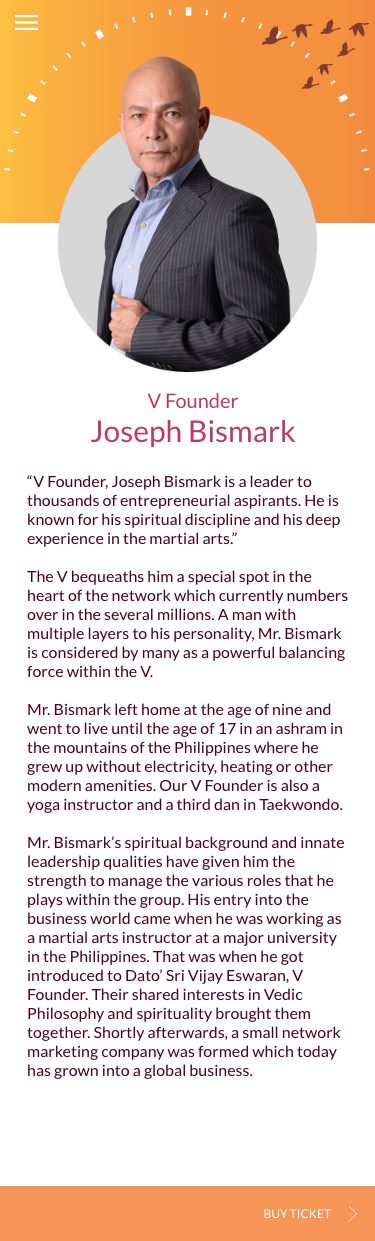 V Founder
Joseph Bismark
“V Founder, Joseph Bismark is a leader to
thousands of entrepreneurial aspirants. He is
known for his spiritual discipline and his deep
experience in the martial arts.”
The V bequeaths him a special spot in the
heart of the network which currently numbers
over in the several millions. A man with
multiple layers to his personality, Mr. Bismark
is considered by many as a powerful balancing
force within the V.
Mr. Bismark left home at the age of nine and
went to live until the age of 17 in an ashram in
the mountains of the Philippines where he
grew up without electricity, heating or other
modern amenities. Our V Founder is also a
yoga instructor and a third dan in Taekwondo.
Mr. Bismark’s spiritual background and innate
leadership qualities have given him the
strength to manage the various roles that he
plays within the group. His entry into the
business world came when he was working as
a martial arts instructor at a major university
in the Philippines. That was when he got
introduced to Dato’ Sri Vijay Eswaran, V
Founder. Their shared interests in Vedic
Philosophy and spirituality brought them
together. Shortly afterwards, a small network
marketing company was formed which today
has grown into a global business.
BUY TICKET